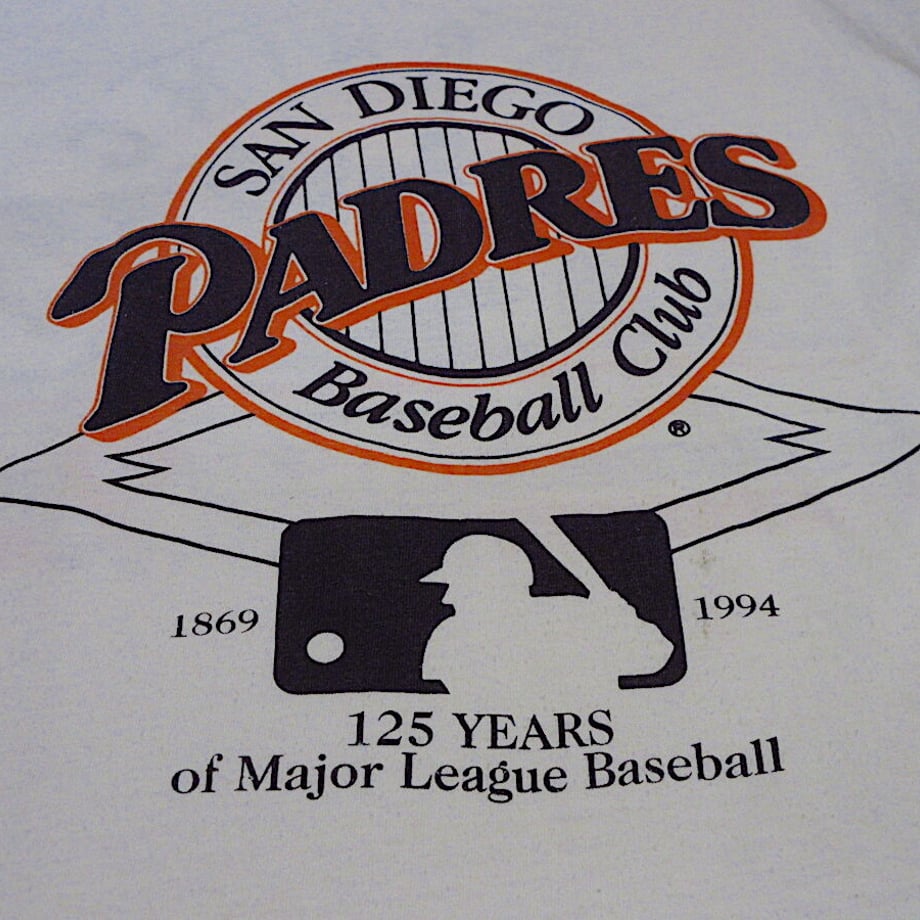 SAN DIEGO
PADRES
Baseball Club
®
1869
1994
125 YEARS
of Major League Baseball